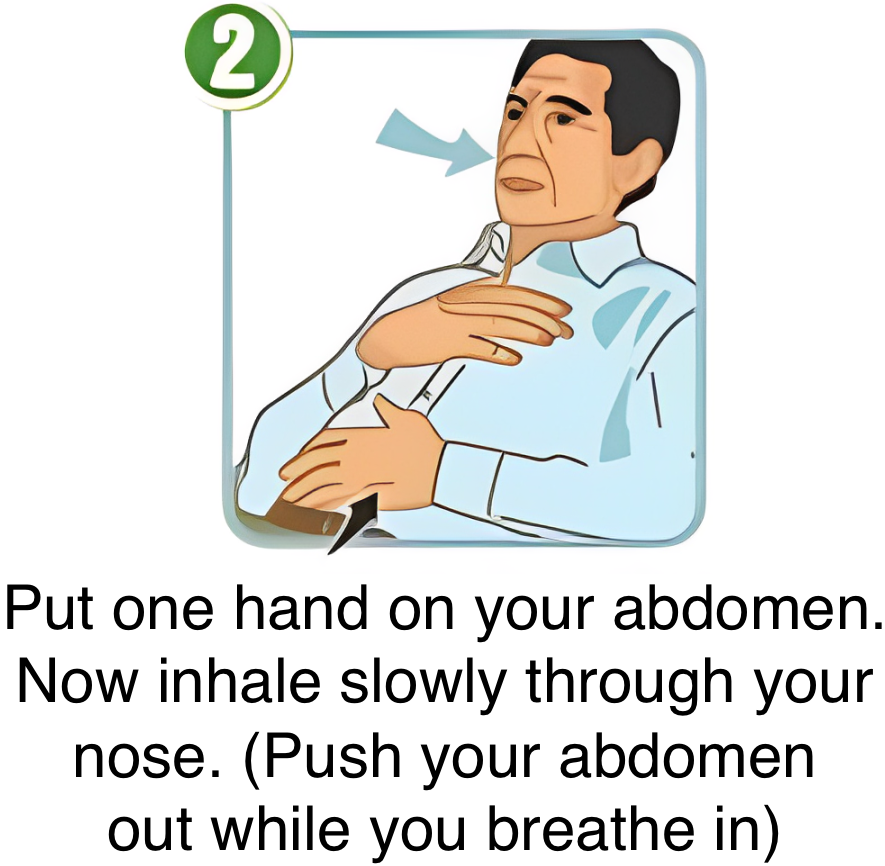 2
Put one hand on your abdomen.
Now inhale slowly through your
nose. (Push your abdomen
out while you breathe in)